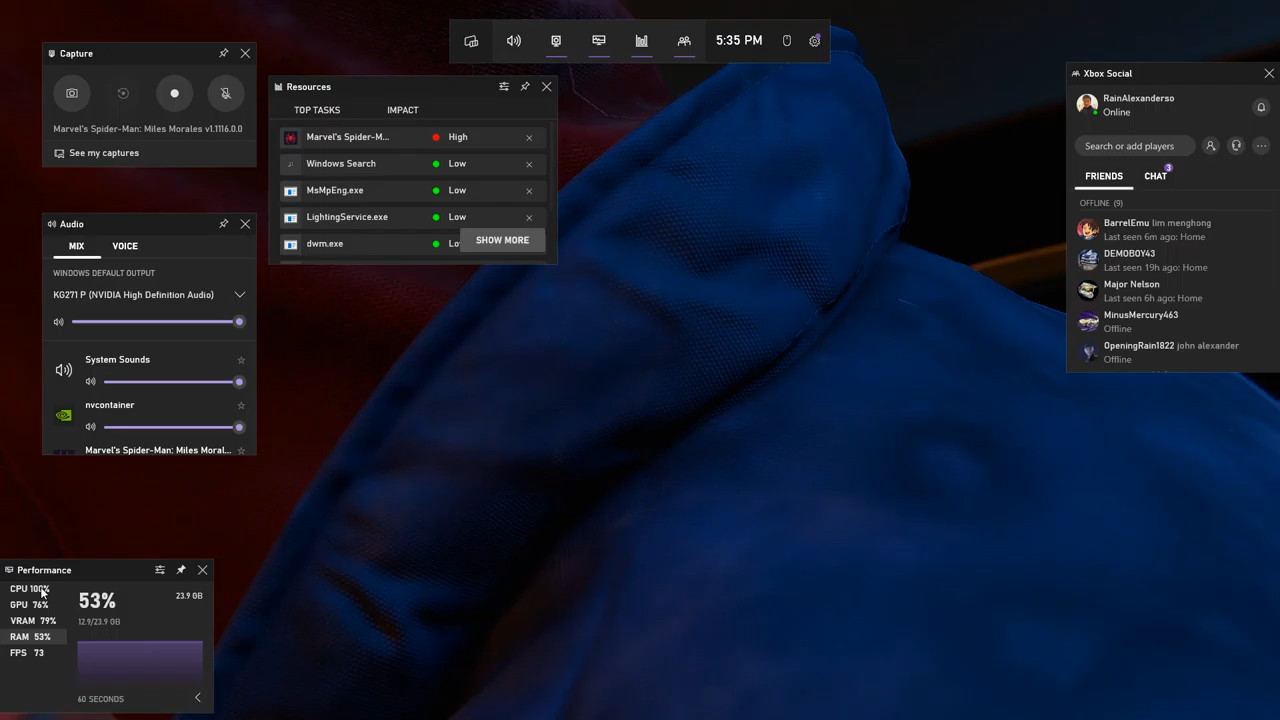 5:35 PM
Capture
Marvel's Spider-Man: Miles Morales v1.1116.0.0
See my captures
Resources
TOP TASKS IMPACT
Marvel's Spider-M... High
Windows Search Low
MsMpEng.exe Low
LightingService.exe Low
dwm.exe
SHOW MORE
Audio
MIX VOICE
WINDOWS DEFAULT OUTPUT
KG271 P (NVIDIA High Definition Audio)
System Sounds
nvcontainer
Marvel's Spider-Man: Miles Moral...
Performance
CPU 100%
GPU 76%
VRAM 79%
RAM 53%
FPS 73
53% 23.9 GB
12.9/23.9 GB
60 SECONDS
Xbox Social
RainAlexanderso
Online
Search or add players
FRIENDS CHAT 3
OFFLINE (9)
BarrelEmu lim menghong
Last seen 6m ago: Home
DEMOBOY43
Last seen 19h ago: Home
Major Nelson
Last seen 6h ago: Home
MinusMercury463
Offline
OpeningRain1822 john alexander
Offline